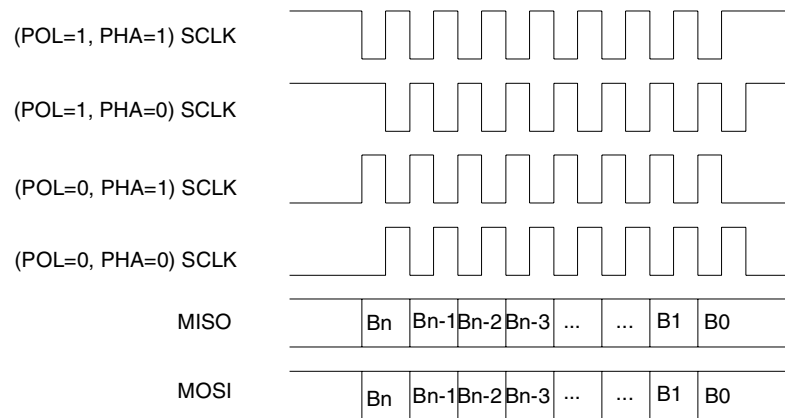 (POL=1, PHA=1) SCLK
(POL=1, PHA=0) SCLK
(POL=0, PHA=1) SCLK
(POL=0, PHA=0) SCLK
MISO Bn Bn-1 Bn-2 Bn-3 ... ... B1 B0
MOSI Bn Bn-1 Bn-2 Bn-3 ... ... B1 B0